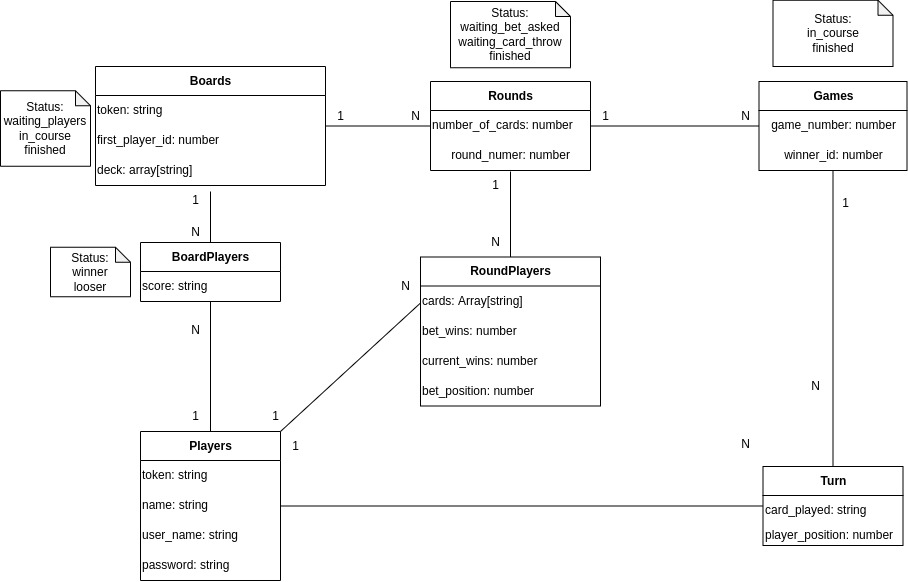 Status:
waiting_bet_asked
waiting_card_throw
finished
Status:
in_course
finished
Status:
waiting_players
in_course
finished
Boards
token: string
first_player_id: number
deck: array[string]
1
N
Rounds
number_of_cards: number
round_numer: number
1
N
Games
game_number: number
winner_id: number
1
N
1
N
1
N
Status:
winner
looser
BoardPlayers
score: string
RoundPlayers
cards: Array[string]
bet_wins: number
current_wins: number
bet_position: number
N
N
1
1
1
N
Players
token: string
name: string
user_name: string
password: string
Turn
card_played: string
player_position: number